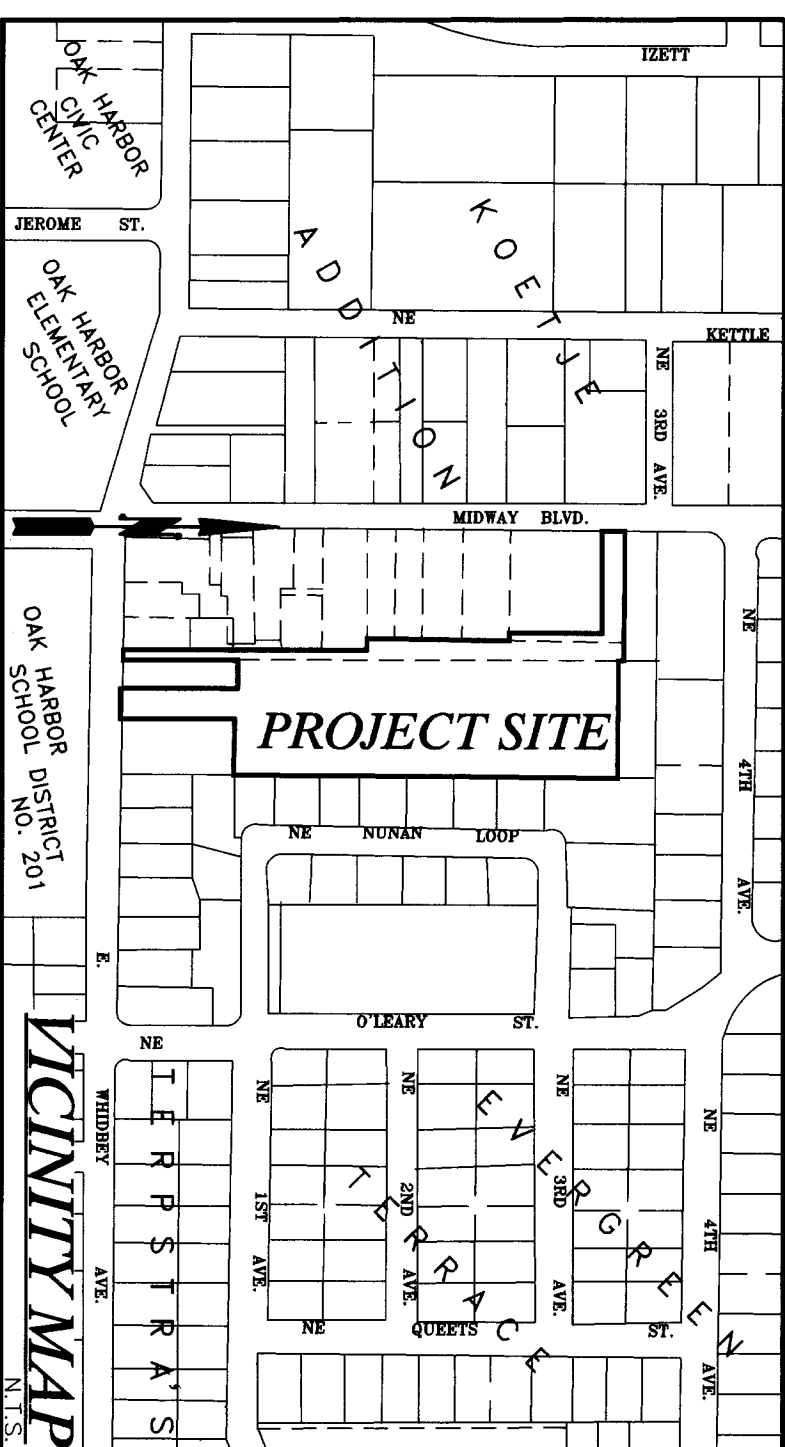 IZETT
OAK HARBOR
CIVIC
CENTER
JEROME ST.
KOETJE
ADDITION
OAK HARBOR
ELEMENTARY
SCHOOL
NE
KETTLE
NE 3RD AVE.
MIDWAY BLVD.
NE 4TH AVE.
OAK HARBOR
SCHOOL DISTRICT
NO. 201
PROJECT SITE
NE NUNAN LOOP
E.
WHIDBEY
AVE.
NE
O'LEARY ST.
NE 1ST AVE.
NE 2ND AVE.
NE 3RD AVE.
NE 4TH AVE.
EVERGREEN
TERRACE
TERPSTRA'S
NE QUEETS ST.
VICINITY MAP
N.T.S.